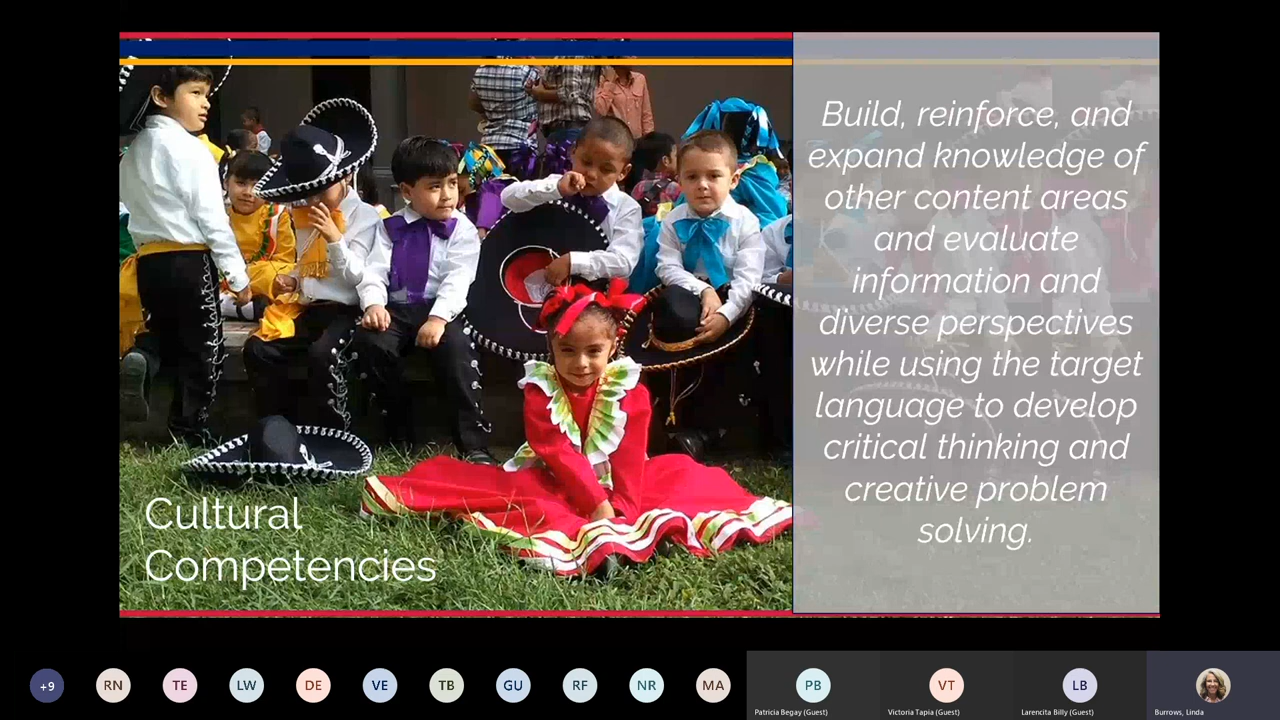 Build, reinforce, and
expand knowledge of
other content areas
and evaluate
information and
diverse perspectives
while using the target
language to develop
critical thinking and
creative problem
solving.
Cultural
Competencies
+9
RN
TE
LW
DE
VE
TB
GU
RF
NR
MA
PB
VT
LB
Patricia Begay (Guest)
Victoria Tapia (Guest)
Larencita Billy (Guest)
Burrows, Linda